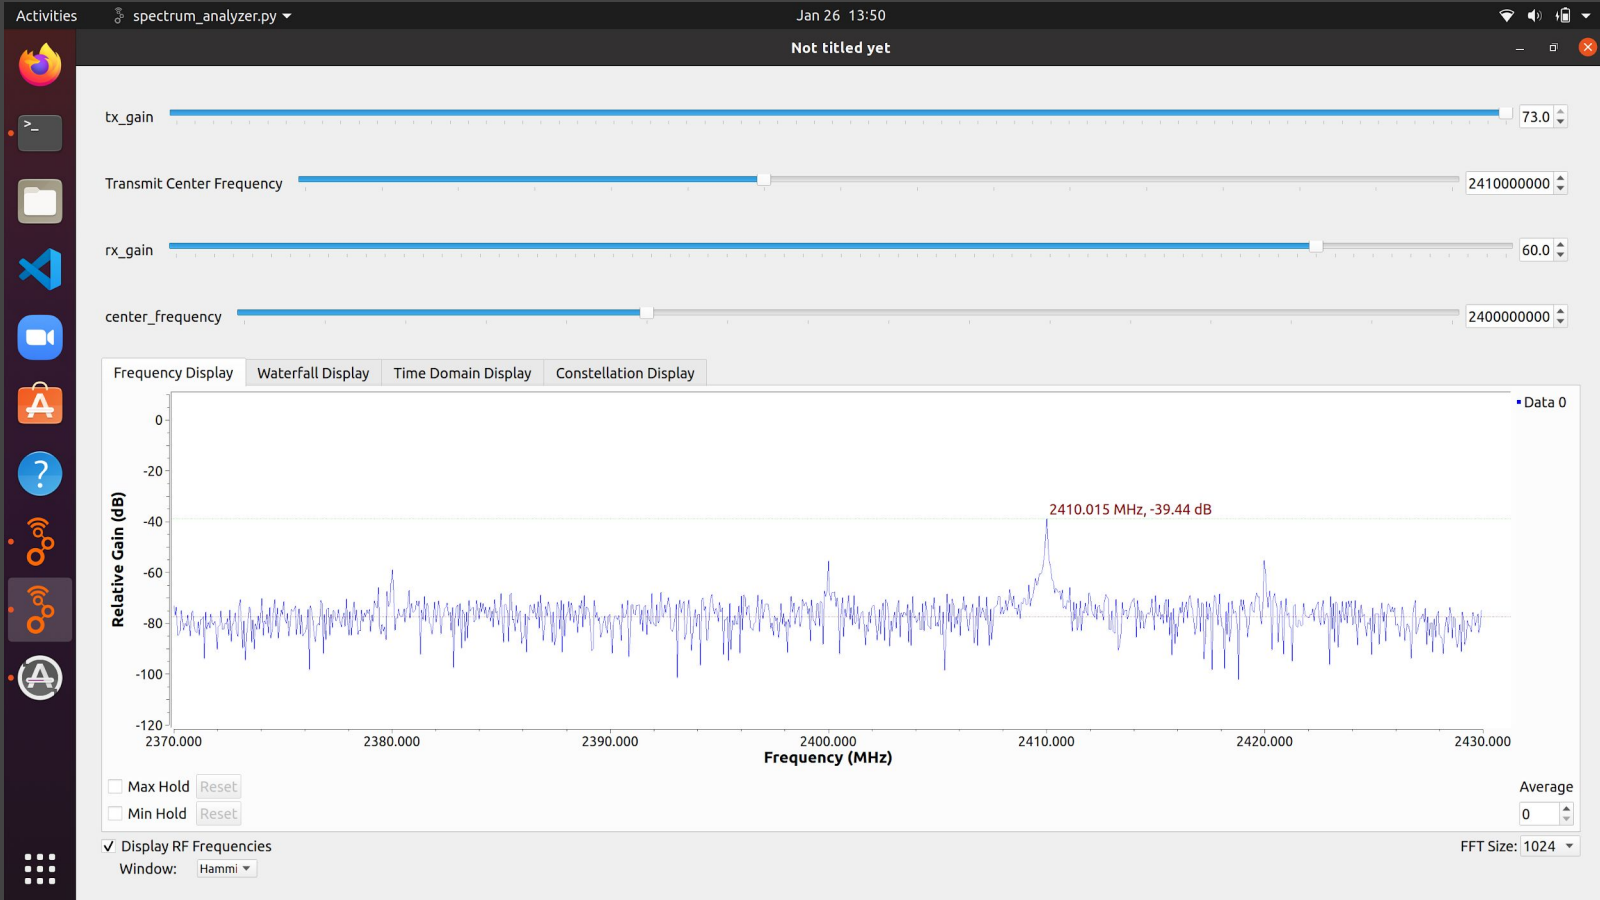 Activities
spectrum_analyzer.py
Jan 26 13:50
Not titled yet
tx_gain
73.0
Transmit Center Frequency
2410000000
rx_gain
60.0
center_frequency
2400000000
Frequency Display
Waterfall Display
Time Domain Display
Constellation Display
Data 0
Relative Gain (dB)
0
-20
-40
-60
-80
-100
-120
2410.015 MHz, -39.44 dB
2370.000
2380.000
2390.000
2400.000
2410.000
2420.000
2430.000
Frequency (MHz)
Max Hold
Reset
Average
Min Hold
Reset
0
Display RF Frequencies
FFT Size: 1024
Window:
Hammi